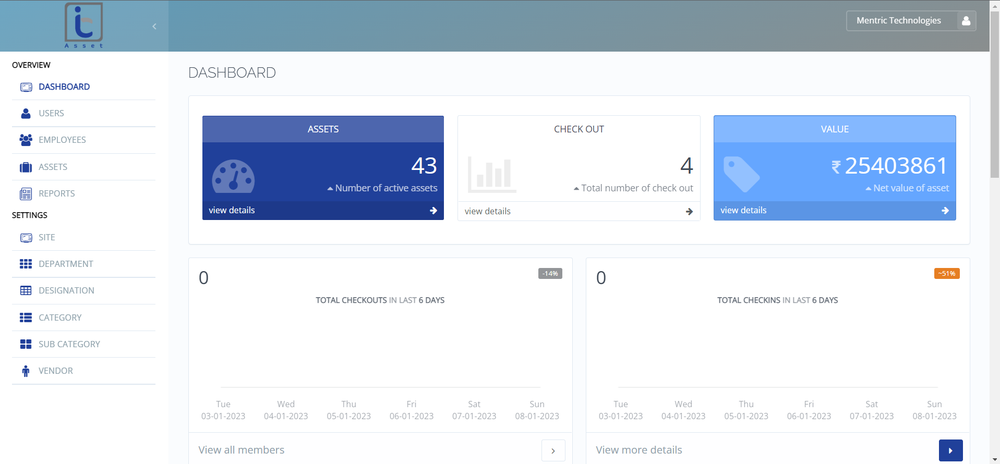 ic
Asset
Mentric Technologies
OVERVIEW
DASHBOARD
USERS
EMPLOYEES
ASSETS
REPORTS
SETTINGS
SITE
DEPARTMENT
DESIGNATION
CATEGORY
SUB CATEGORY
VENDOR
DASHBOARD
ASSETS
43
Number of active assets
view details
CHECK OUT
4
Total number of check out
view details
VALUE
₹ 25403861
Net value of asset
view details
0
-14%
TOTAL CHECKOUTS IN LAST 6 DAYS
Tue Wed Thu Fri Sat Sun
03-01-2023 04-01-2023 05-01-2023 06-01-2023 07-01-2023 08-01-2023
View all members
0
~51%
TOTAL CHECKINS IN LAST 6 DAYS
Tue Wed Thu Fri Sat Sun
03-01-2023 04-01-2023 05-01-2023 06-01-2023 07-01-2023 08-01-2023
View more details